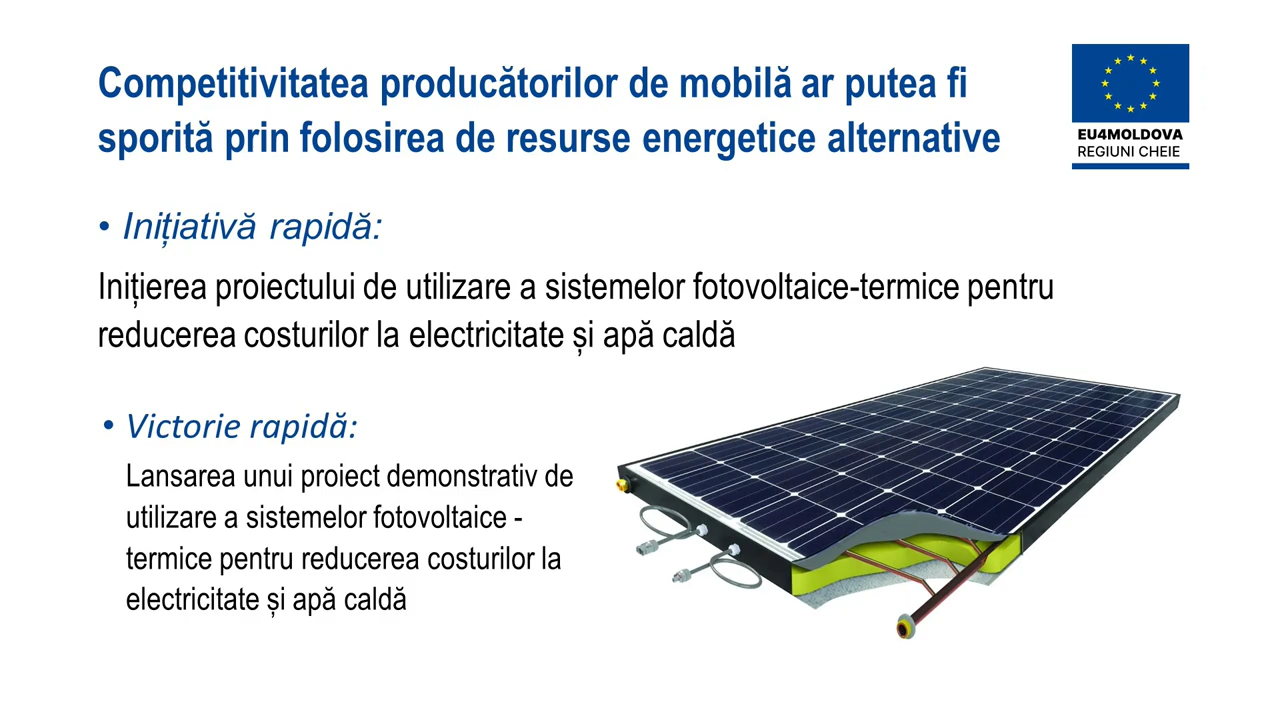 Competitivitatea producătorilor de mobilă ar putea fi
sporită prin folosirea de resurse energetice alternative
EU4MOLDOVA
REGIUNI CHEIE
• Inițiativă rapidă:
Inițierea proiectului de utilizare a sistemelor fotovoltaice-termice pentru
reducerea costurilor la electricitate și apă caldă
• Victorie rapidă:
Lansarea unui proiect demonstrativ de
utilizare a sistemelor fotovoltaice -
termice pentru reducerea costurilor la
electricitate și apă caldă